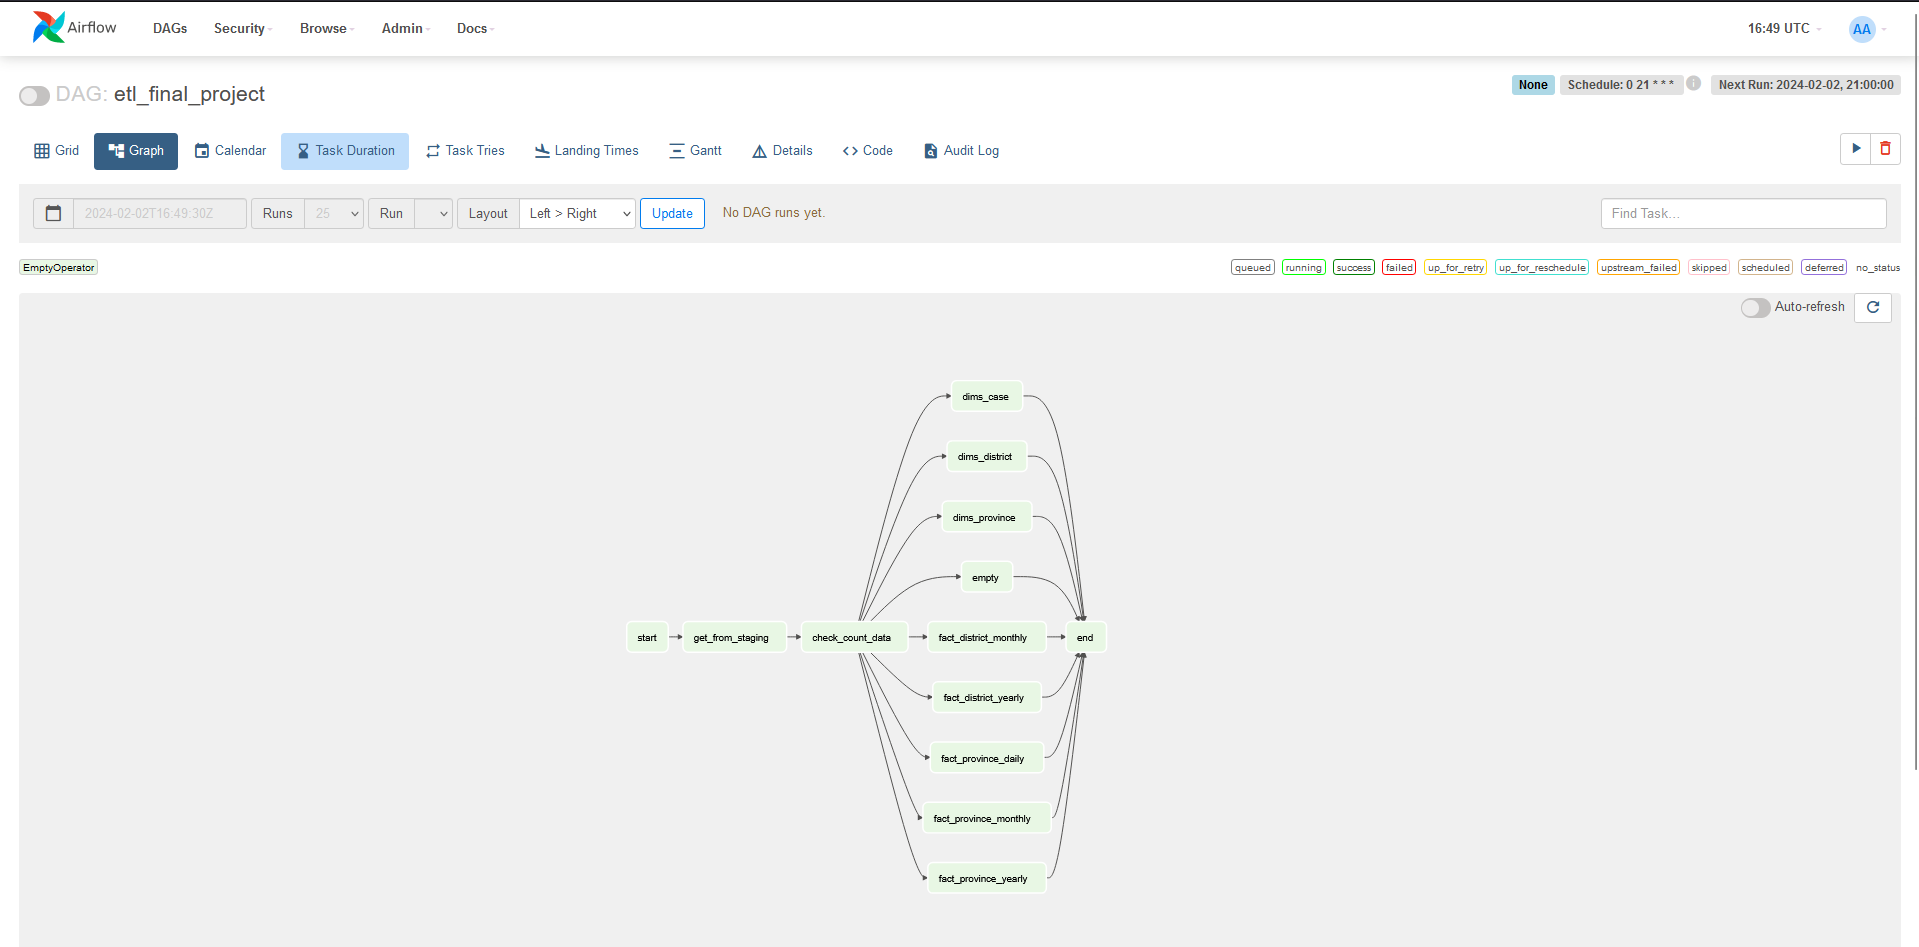 Airflow DAGs Security Browse Admin Docs 16:49 UTC AA
DAG: etl_final_project None Schedule: 0 21 * * * i Next Run: 2024-02-02, 21:00:00
Grid Graph Calendar Task Duration Task Tries Landing Times Gantt Details Code Audit Log
2024-02-02T16:49:30Z Runs 25 Run Layout Left > Right Update No DAG runs yet. Find Task...
EmptyOperator queued running success failed up_for_retry up_for_reschedule upstream_failed skipped scheduled deferred no_status
Auto-refresh
dims_case
dims_district
dims_province
empty
start get_from_staging check_count_data fact_district_monthly end
fact_district_yearly
fact_province_daily
fact_province_monthly
fact_province_yearly